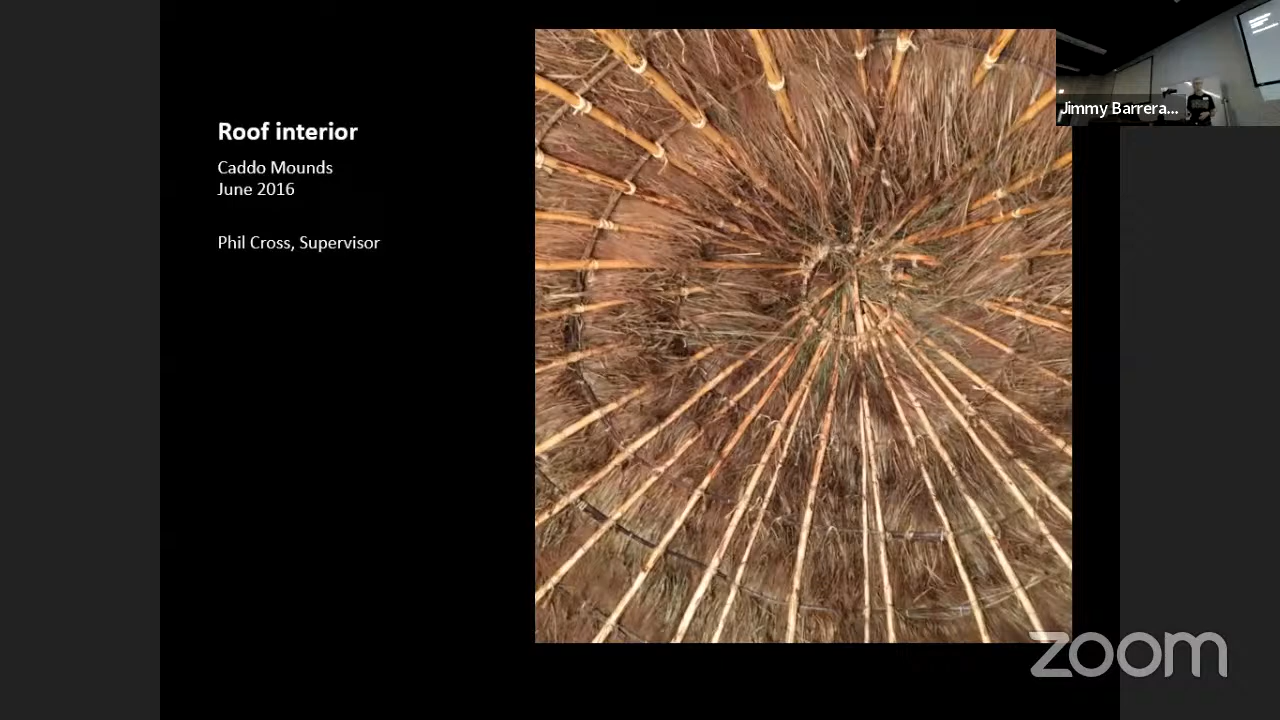 Roof interior
Caddo Mounds
June 2016
Phil Cross, Supervisor
Jimmy Barrera...
zoom